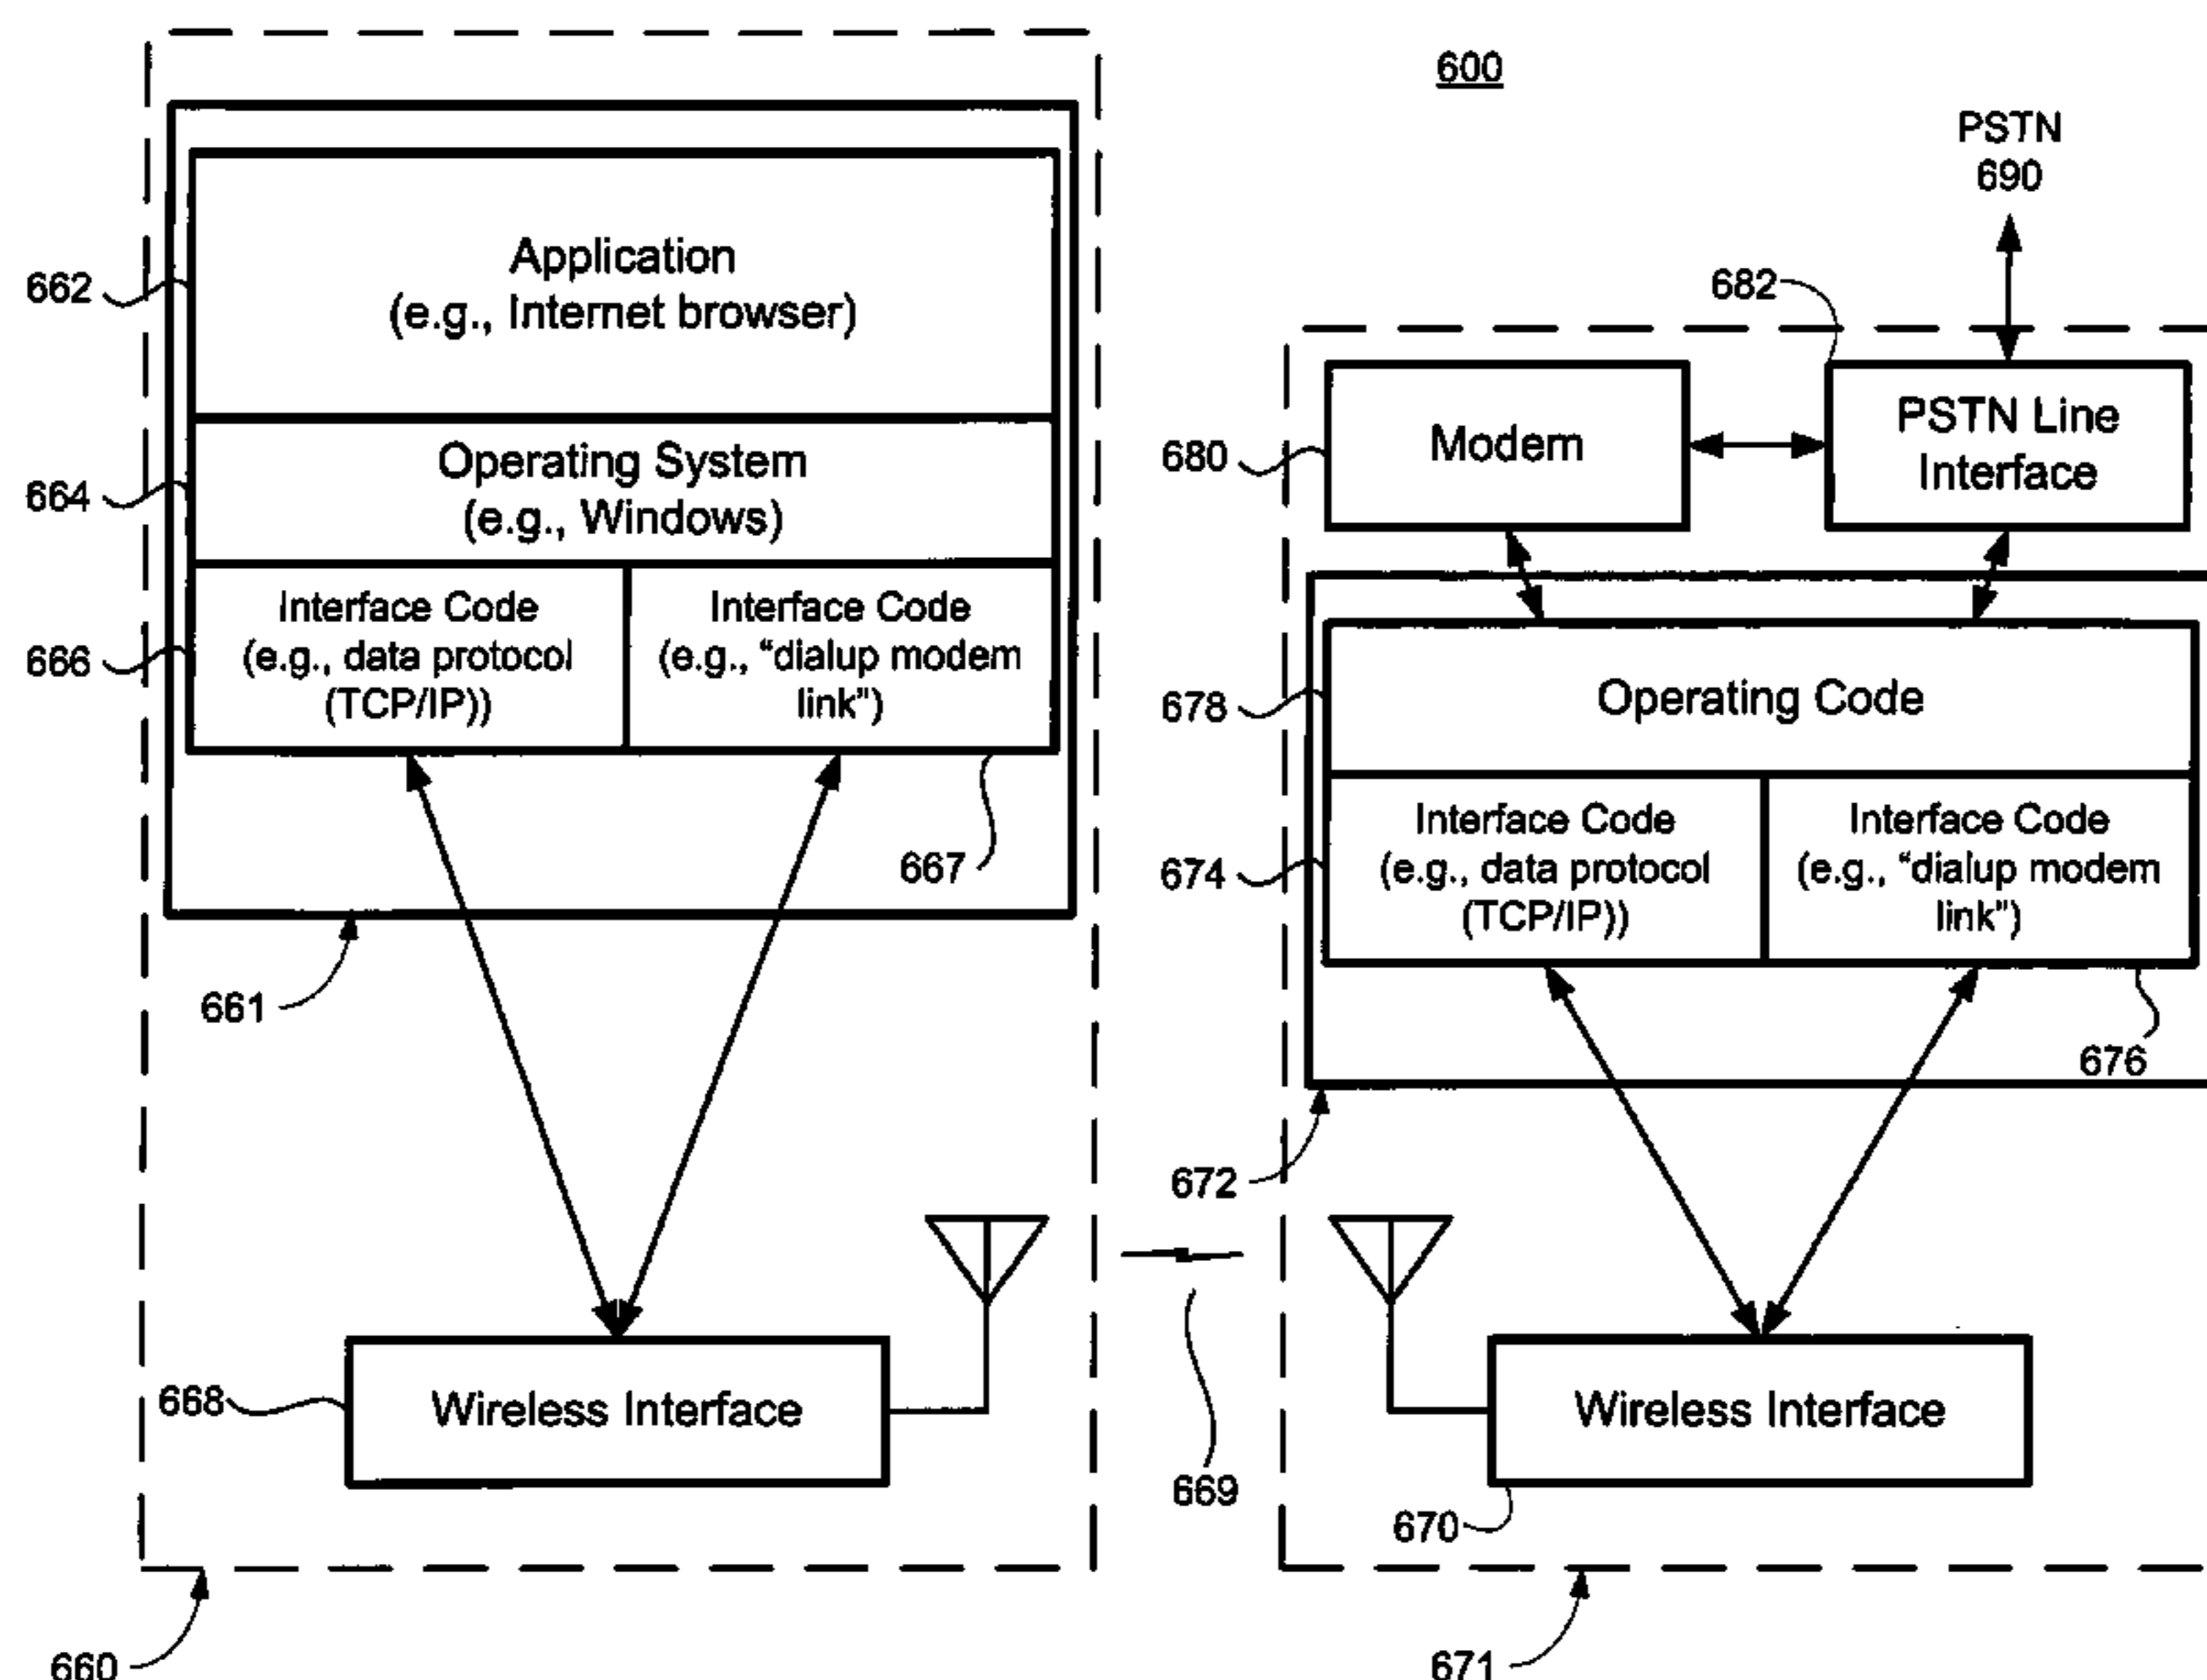 600
PSTN
690
662
Application
(e.g., Internet browser)
664
Operating System
(e.g., Windows)
666
Interface Code
(e.g., data protocol
(TCP/IP))
Interface Code
(e.g., "dialup modem
link")
667
661
668
Wireless Interface
660
669
682
680
Modem
PSTN Line
Interface
678
Operating Code
674
Interface Code
(e.g., data protocol
(TCP/IP))
Interface Code
(e.g., "dialup modem
link")
676
672
Wireless Interface
670
671